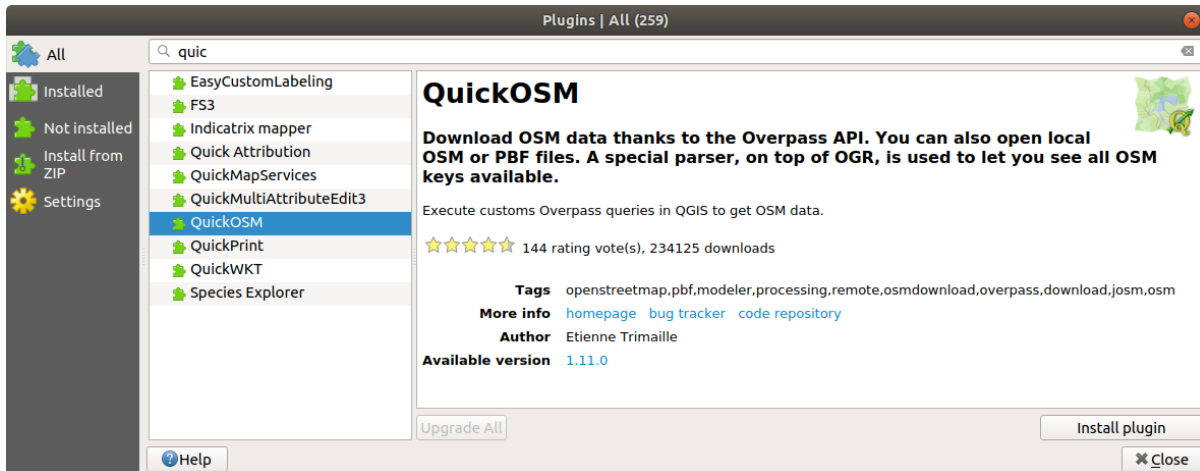 Plugins | All (259)
All
Installed
Not installed
Install from
ZIP
Settings
quic
EasyCustomLabeling
FS3
Indicatrix mapper
Quick Attribution
QuickMapServices
QuickMultiAttributeEdit3
QuickOSM
QuickPrint
QuickWKT
Species Explorer
QuickOSM
Download OSM data thanks to the Overpass API. You can also open local
OSM or PBF files. A special parser, on top of OGR, is used to let you see all OSM
keys available.
Execute customs Overpass queries in QGIS to get OSM data.
144 rating vote(s), 234125 downloads
Tags openstreetmap,pbf,modeler,processing,remote,osmdownload,overpass,download,josm,osm
More info homepage bug tracker code repository
Author Etienne Trimaille
Available version 1.11.0
Upgrade All
Install plugin
Help
Close